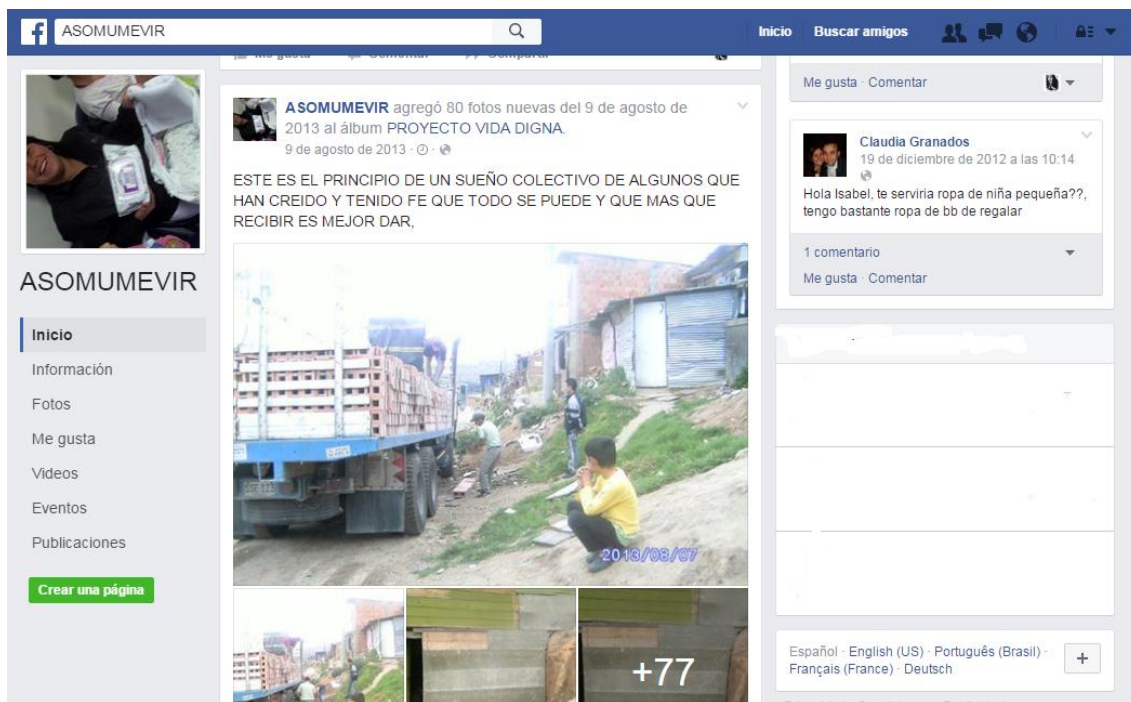 ASOMUMEVIR
Inicio
Buscar amigos
ASOMUMEVIR
Inicio
Información
Fotos
Me gusta
Videos
Eventos
Publicaciones
Crear una página
ASOMUMEVIR agregó 80 fotos nuevas del 9 de agosto de
2013 al álbum PROYECTO VIDA DIGNA.
9 de agosto de 2013
ESTE ES EL PRINCIPIO DE UN SUEÑO COLECTIVO DE ALGUNOS QUE
HAN CREIDO Y TENIDO FE QUE TODO SE PUEDE Y QUE MAS QUE
RECIBIR ES MEJOR DAR,
2013/08/07
+77
Me gusta · Comentar
Claudia Granados
19 de diciembre de 2012 a las 10:14
Hola Isabel, te serviria ropa de niña pequeña??,
tengo bastante ropa de bb de regalar
1 comentario
Me gusta · Comentar
Español · English (US) · Português (Brasil) ·
Français (France) · Deutsch